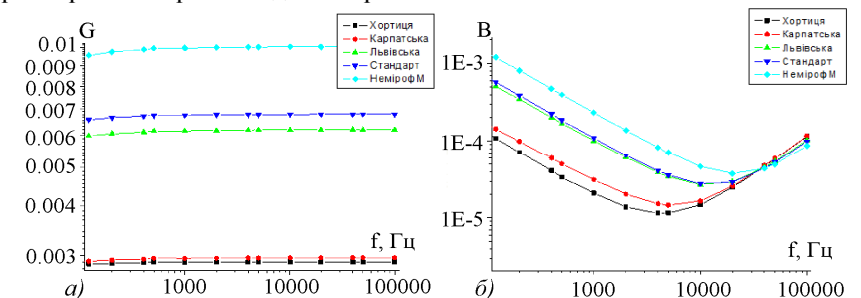 G
Хортиця
Карпатська
Львівська
Стандарт
НемірофМ
0.01
0.009
0.008
0.007
0.006
0.005
0.004
0.003
f, Гц
а)
1000
10000
100000
B
Хортиця
Карпатська
Львівська
Стандарт
НемірофМ
1E-3
1E-4
1E-5
f, Гц
б)
1000
10000
100000